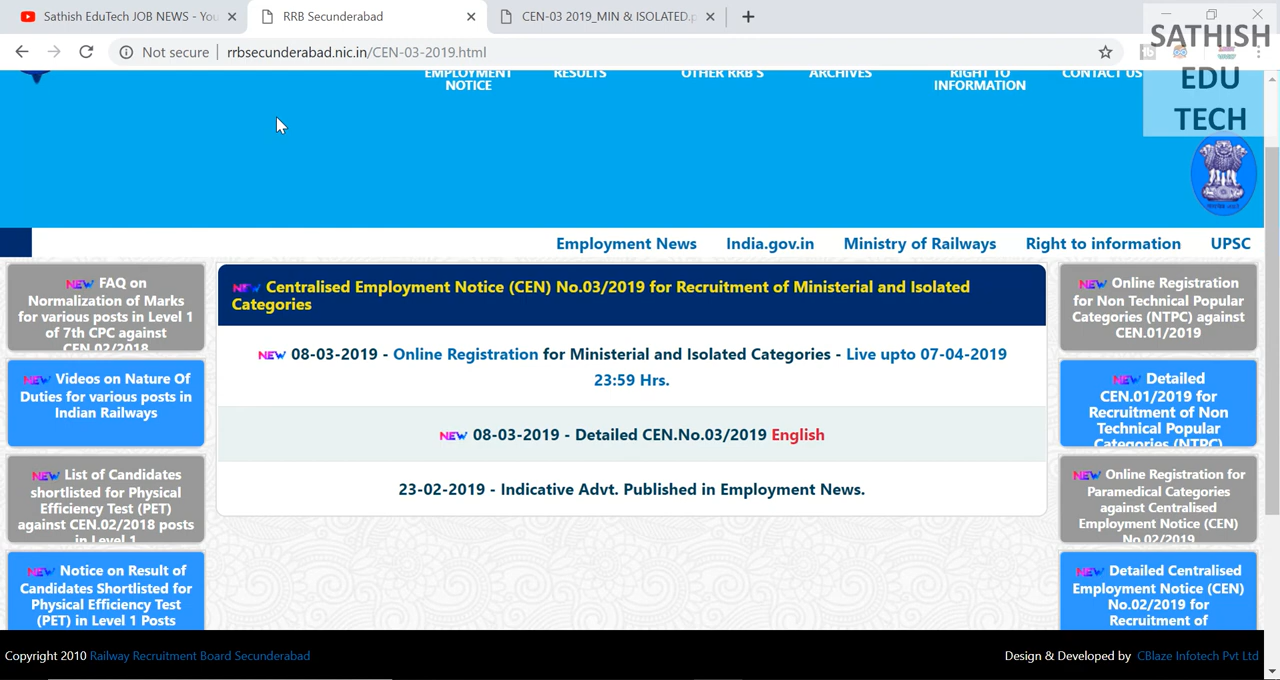 Sathish EduTech JOB NEWS - You
RRB Secunderabad
CEN-03 2019_MIN & ISOLATED.p
Not secure
rrbsecunderabad.nic.in/CEN-03-2019.html
SATHISH
EDU
TECH
EMPLOYMENT
NOTICE
RESULTS
OTHER RRB'S
ARCHIVES
RIGHT TO
INFORMATION
CONTACT US
Employment News
India.gov.in
Ministry of Railways
Right to information
UPSC
NEW FAQ on
Normalization of Marks
for various posts in Level 1
of 7th CPC against
CEN.02/2018
NEW Videos on Nature Of
Duties for various posts in
Indian Railways
NEW List of Candidates
shortlisted for Physical
Efficiency Test (PET)
against CEN.02/2018 posts
in Level 1
NEW Notice on Result of
Candidates Shortlisted for
Physical Efficiency Test
(PET) in Level 1 Posts
NEW Centralised Employment Notice (CEN) No.03/2019 for Recruitment of Ministerial and Isolated
Categories
NEW 08-03-2019 - Online Registration for Ministerial and Isolated Categories - Live upto 07-04-2019
23:59 Hrs.
NEW 08-03-2019 - Detailed CEN.No.03/2019 English
23-02-2019 - Indicative Advt. Published in Employment News.
NEW Online Registration
for Non Technical Popular
Categories (NTPC) against
CEN.01/2019
NEW Detailed
CEN.01/2019 for
Recruitment of Non
Technical Popular
Categories (NTPC)
NEW Online Registration for
Paramedical Categories
against Centralised
Employment Notice (CEN)
No.02/2019
NEW Detailed Centralised
Employment Notice (CEN)
No.02/2019 for
Recruitment of
Copyright 2010 Railway Recruitment Board Secunderabad
Design & Developed by CBlaze Infotech Pvt Ltd